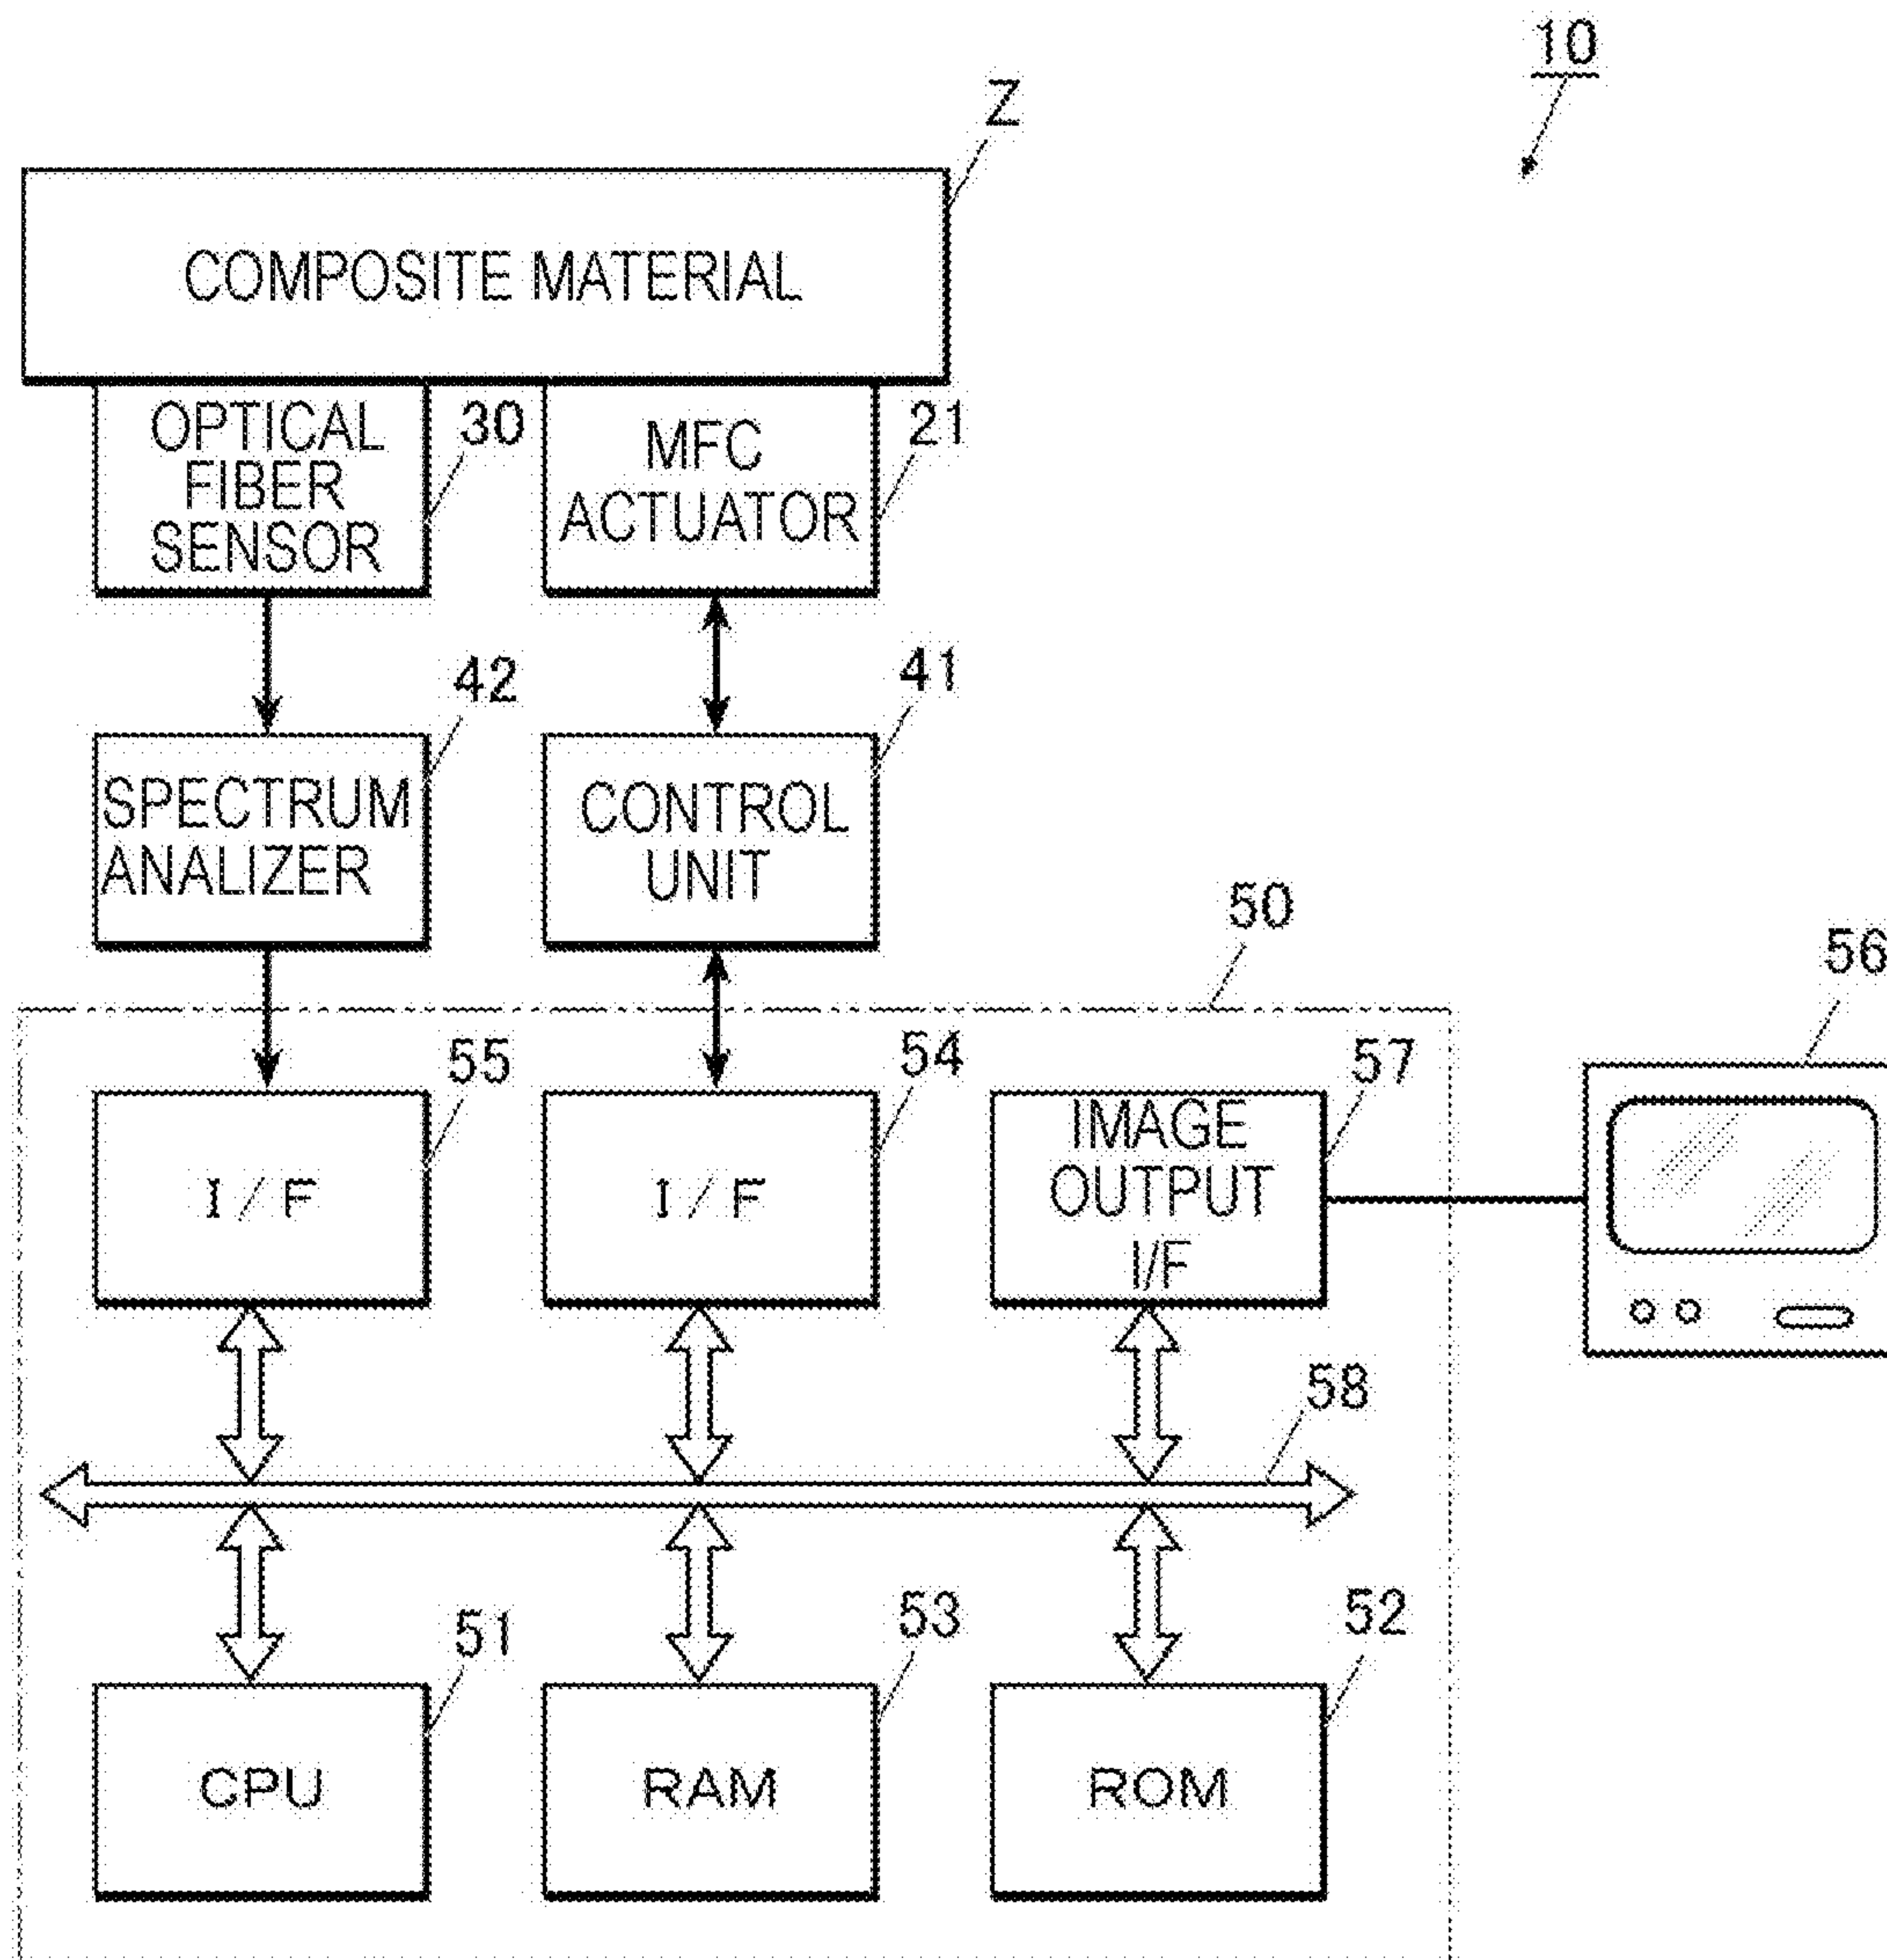 10
Z
COMPOSITE MATERIAL
OPTICAL
FIBER
SENSOR
30
MFC
ACTUATOR
21
42
41
SPECTRUM
ANALIZER
CONTROL
UNIT
50
56
55
54
57
I/F
I/F
IMAGE
OUTPUT
I/F
58
51
53
52
CPU
RAM
ROM